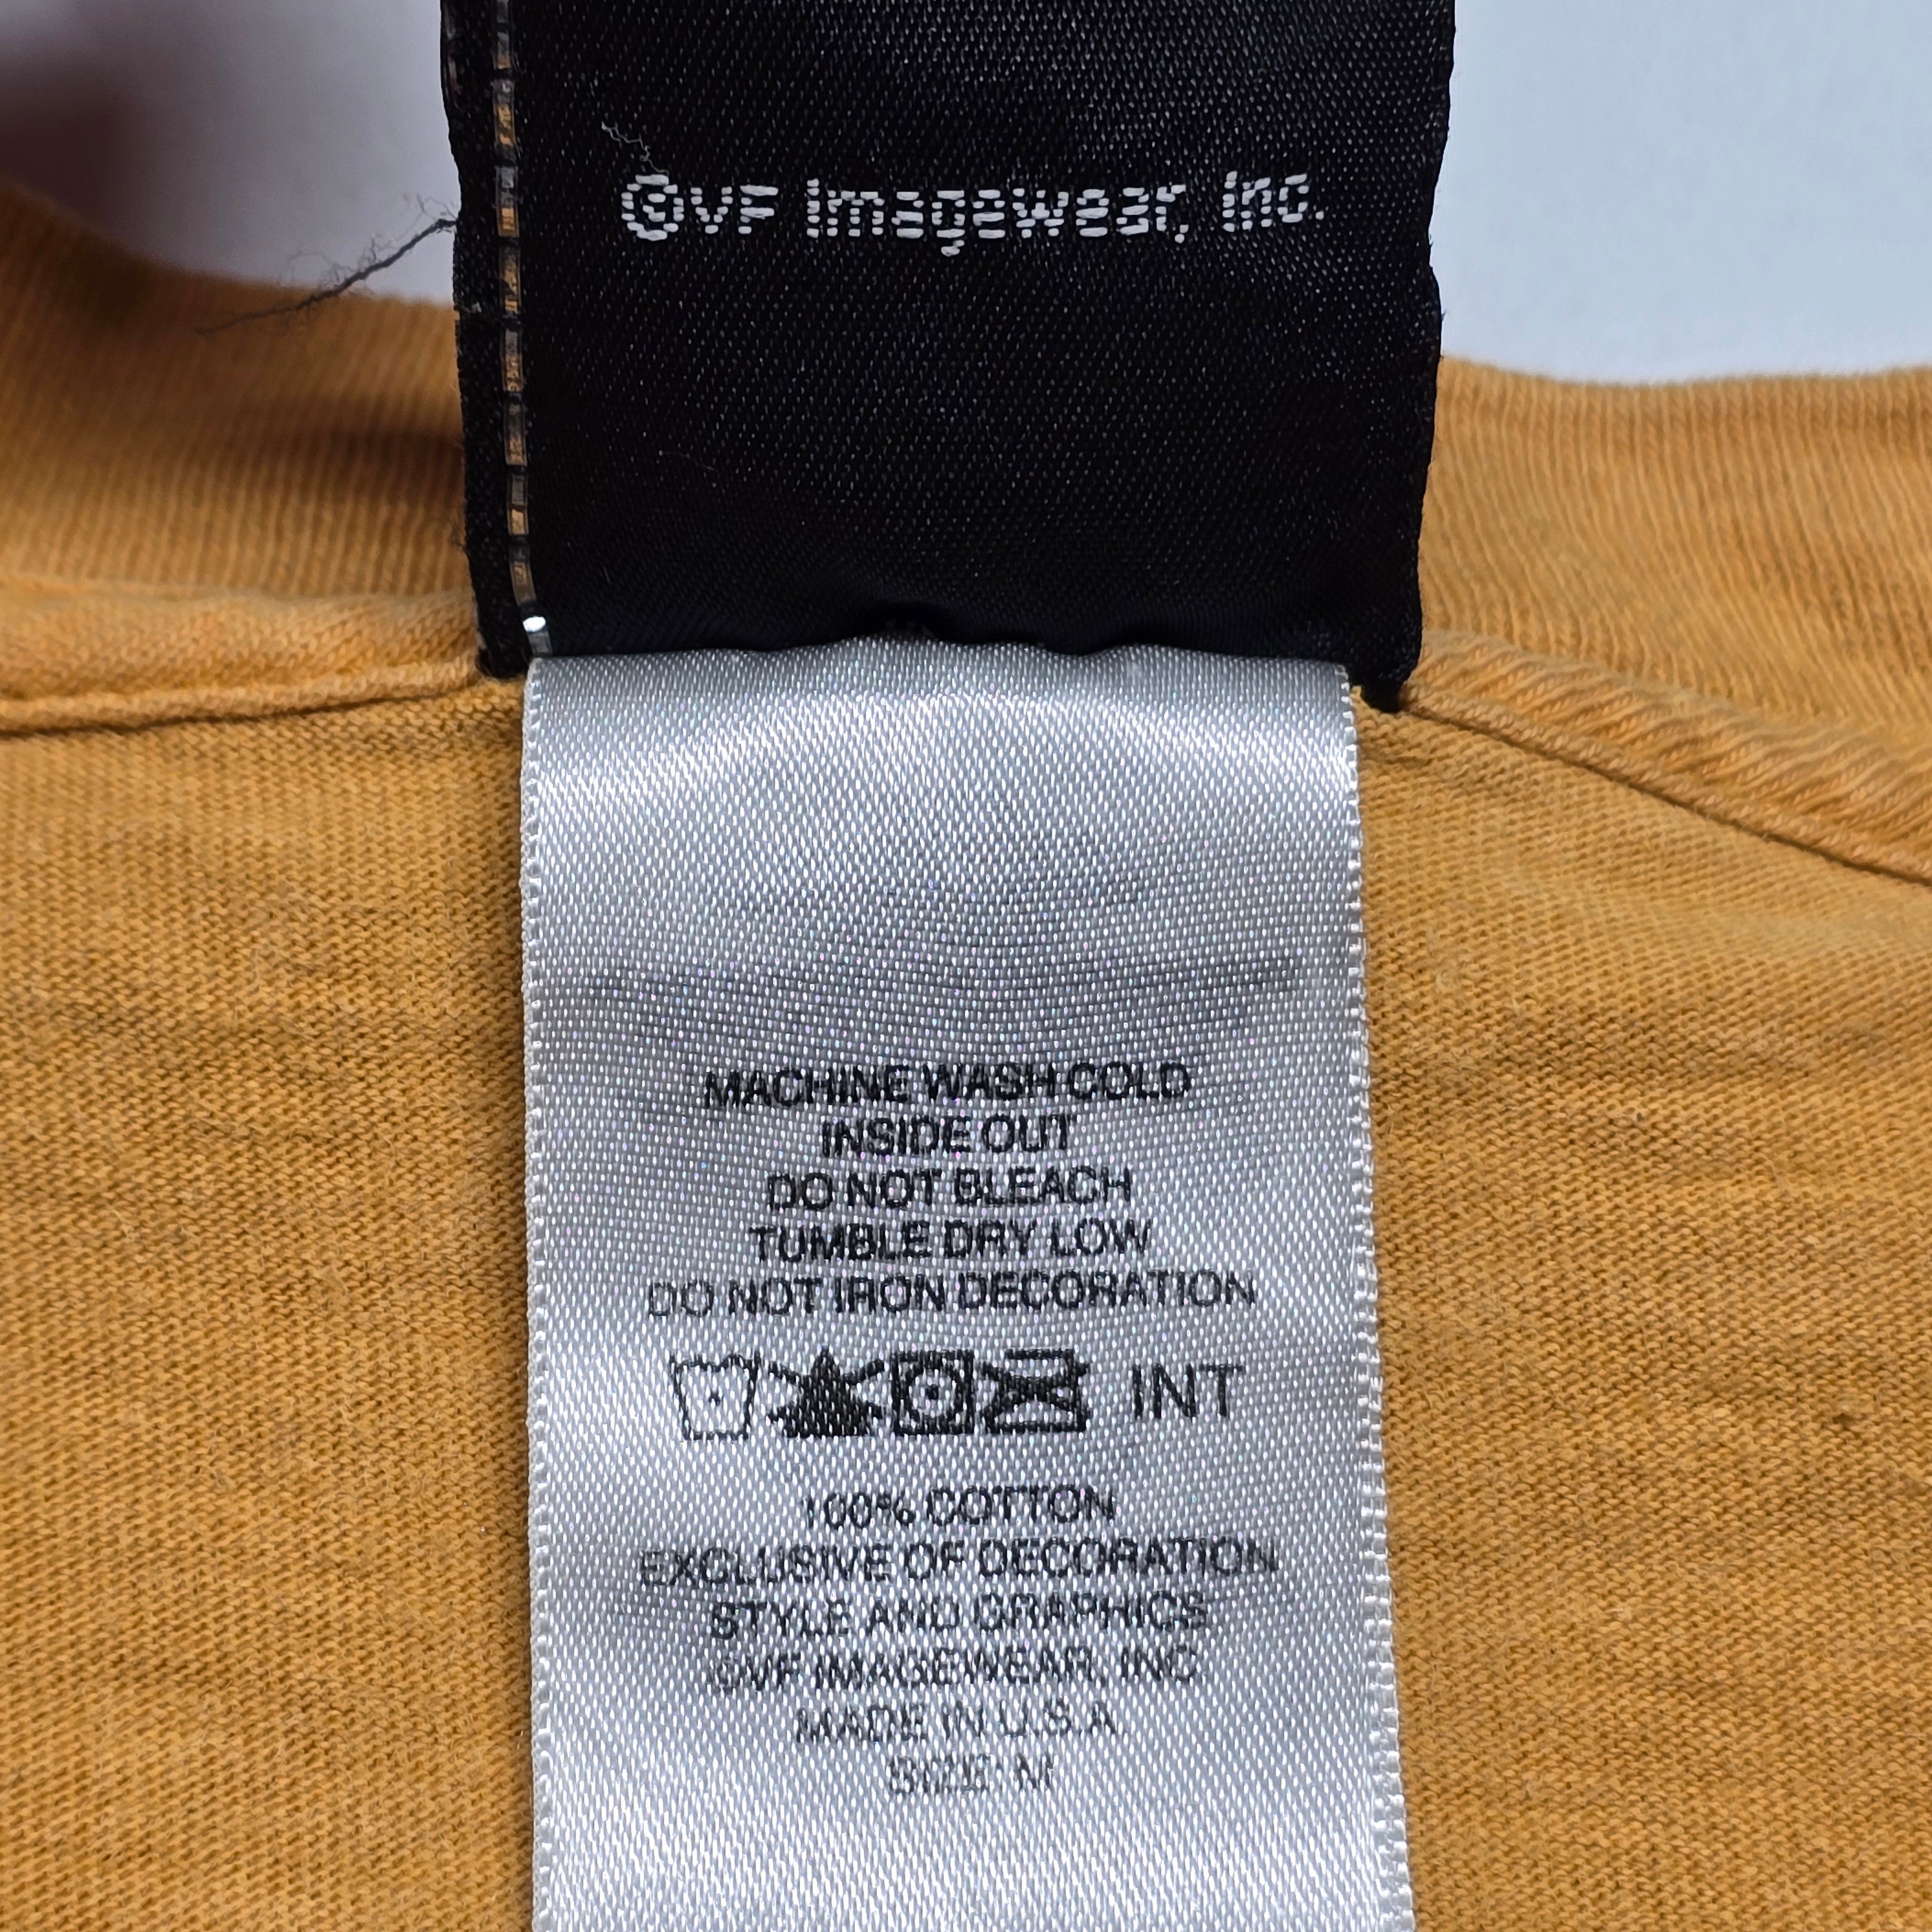 ©VF Imagewear, Inc.
MACHINE WASH COLD
INSIDE OUT
DO NOT BLEACH
TUMBLE DRY LOW
DO NOT IRON DECORATION
INT
100% COTTON
EXCLUSIVE OF DECORATION
STYLE AND GRAPHICS
©VF IMAGEWEAR, INC
MADE IN U.S.A
SIZE: M